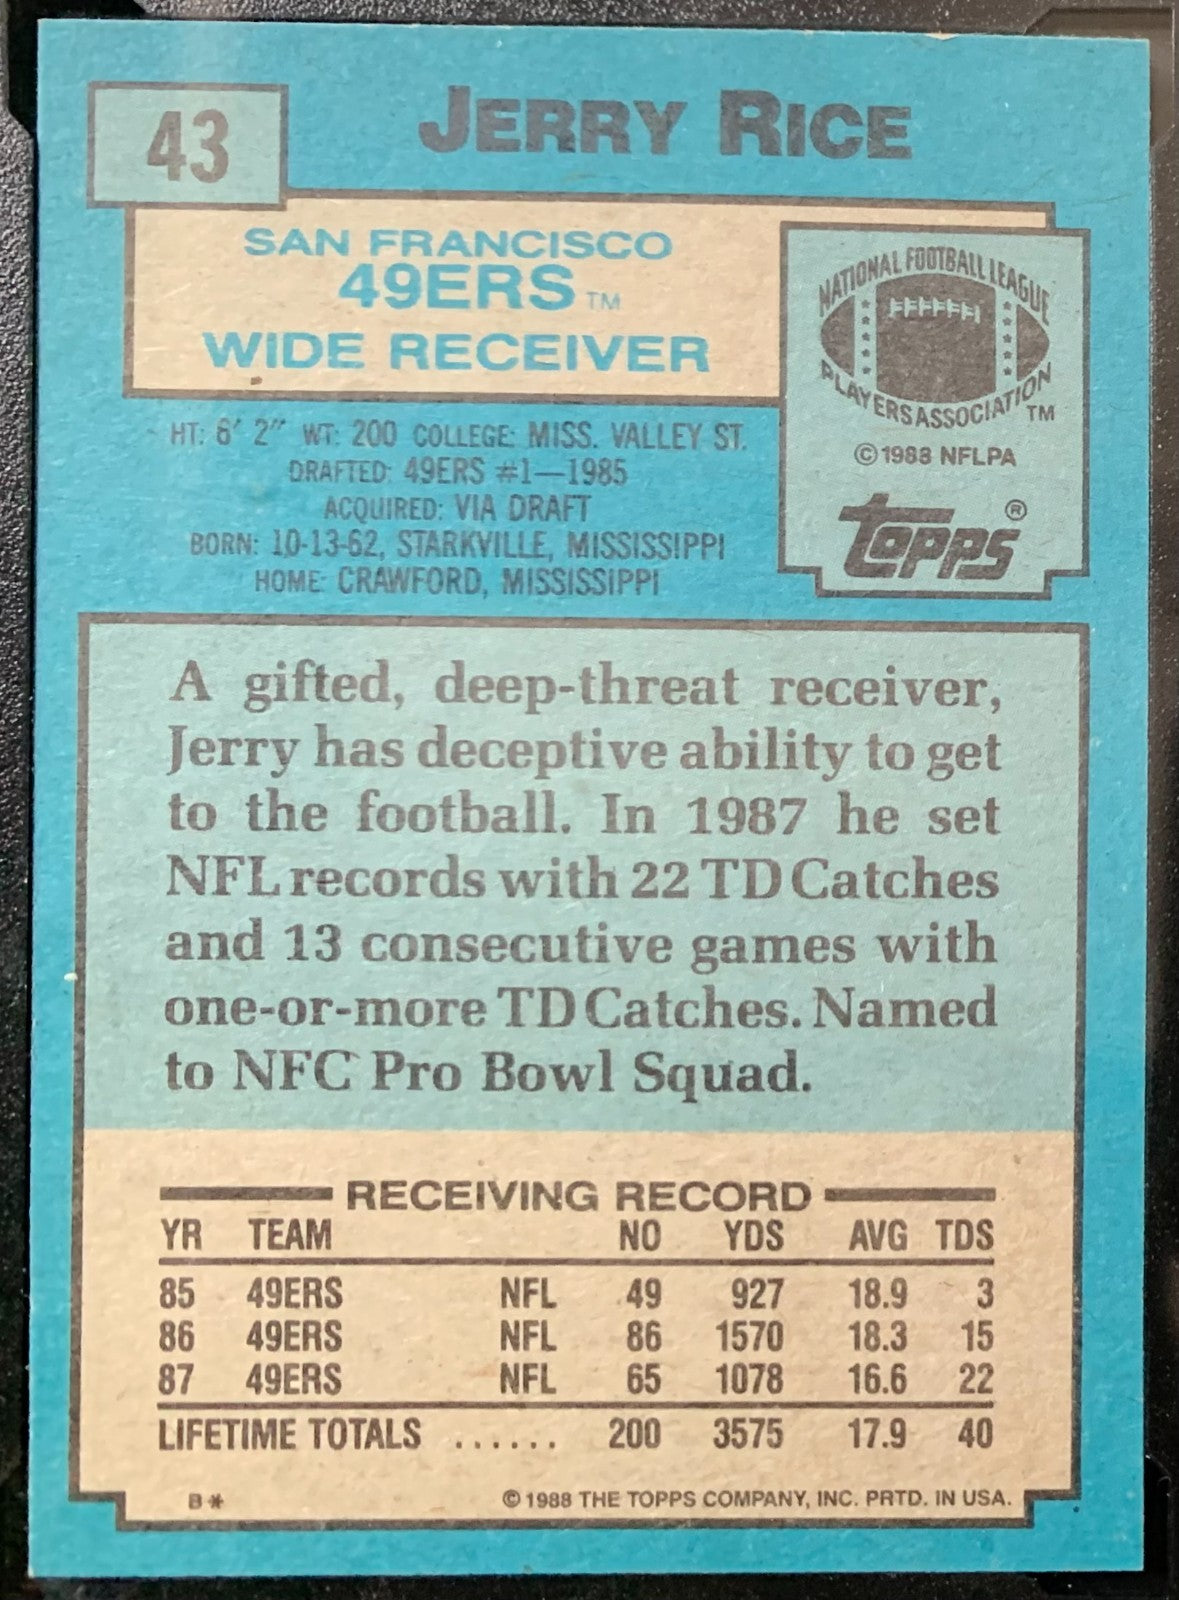 43
JERRY RICE
SAN FRANCISCO
49ERS TM
WIDE RECEIVER
NATIONAL FOOTBALL LEAGUE
PLAYERS ASSOCIATION TM
© 1988 NFLPA
Topps ®
HT: 6' 2" WT: 200 COLLEGE: MISS. VALLEY ST.
DRAFTED: 49ERS #1—1985
ACQUIRED: VIA DRAFT
BORN: 10-13-62, STARKVILLE, MISSISSIPPI
HOME: CRAWFORD, MISSISSIPPI
A gifted, deep-threat receiver,
Jerry has deceptive ability to get
to the football. In 1987 he set
NFL records with 22 TD Catches
and 13 consecutive games with
one-or-more TD Catches. Named
to NFC Pro Bowl Squad.
RECEIVING RECORD
YR TEAM NO YDS AVG TDS
85 49ERS NFL 49 927 18.9 3
86 49ERS NFL 86 1570 18.3 15
87 49ERS NFL 65 1078 16.6 22
LIFETIME TOTALS ...... 200 3575 17.9 40
B* © 1988 THE TOPPS COMPANY, INC. PRTD. IN USA.